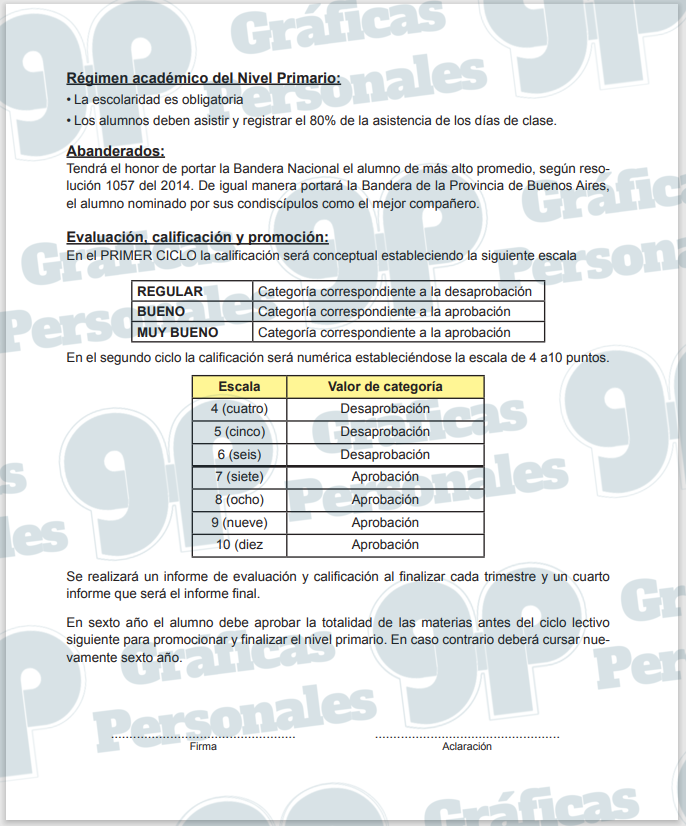 Régimen académico del Nivel Primario:
• La escolaridad es obligatoria
• Los alumnos deben asistir y registrar el 80% de la asistencia de los días de clase.
Abanderados:
Tendrá el honor de portar la Bandera Nacional el alumno de más alto promedio, según reso-
lución 1057 del 2014. De igual manera portará la Bandera de la Provincia de Buenos Aires,
el alumno nominado por sus condiscípulos como el mejor compañero.
Evaluación, calificación y promoción:
En el PRIMER CICLO la calificación será conceptual estableciendo la siguiente escala
REGULAR Categoría correspondiente a la desaprobación
BUENO Categoría correspondiente a la aprobación
MUY BUENO Categoría correspondiente a la aprobación
En el segundo ciclo la calificación será numérica estableciéndose la escala de 4 a10 puntos.
Escala Valor de categoría
4 (cuatro) Desaprobación
5 (cinco) Desaprobación
6 (seis) Desaprobación
7 (siete) Aprobación
8 (ocho) Aprobación
9 (nueve) Aprobación
10 (diez Aprobación
Se realizará un informe de evaluación y calificación al finalizar cada trimestre y un cuarto
informe que será el informe final.
En sexto año el alumno debe aprobar la totalidad de las materias antes del ciclo lectivo
siguiente para promocionar y finalizar el nivel primario. En caso contrario deberá cursar nue-
vamente sexto año.
Firma Aclaración
gp Gráficas Personales